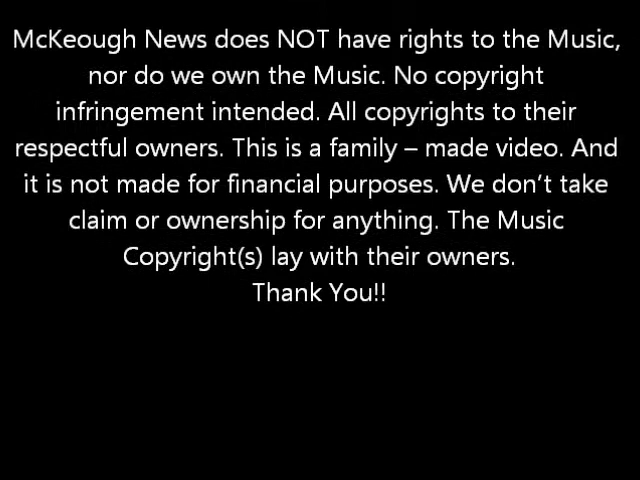 McKeough News does NOT have rights to the Music,
nor do we own the Music. No copyright
infringement intended. All copyrights to their
respectful owners. This is a family – made video. And
it is not made for financial purposes. We don’t take
claim or ownership for anything. The Music
Copyright(s) lay with their owners.
Thank You!!